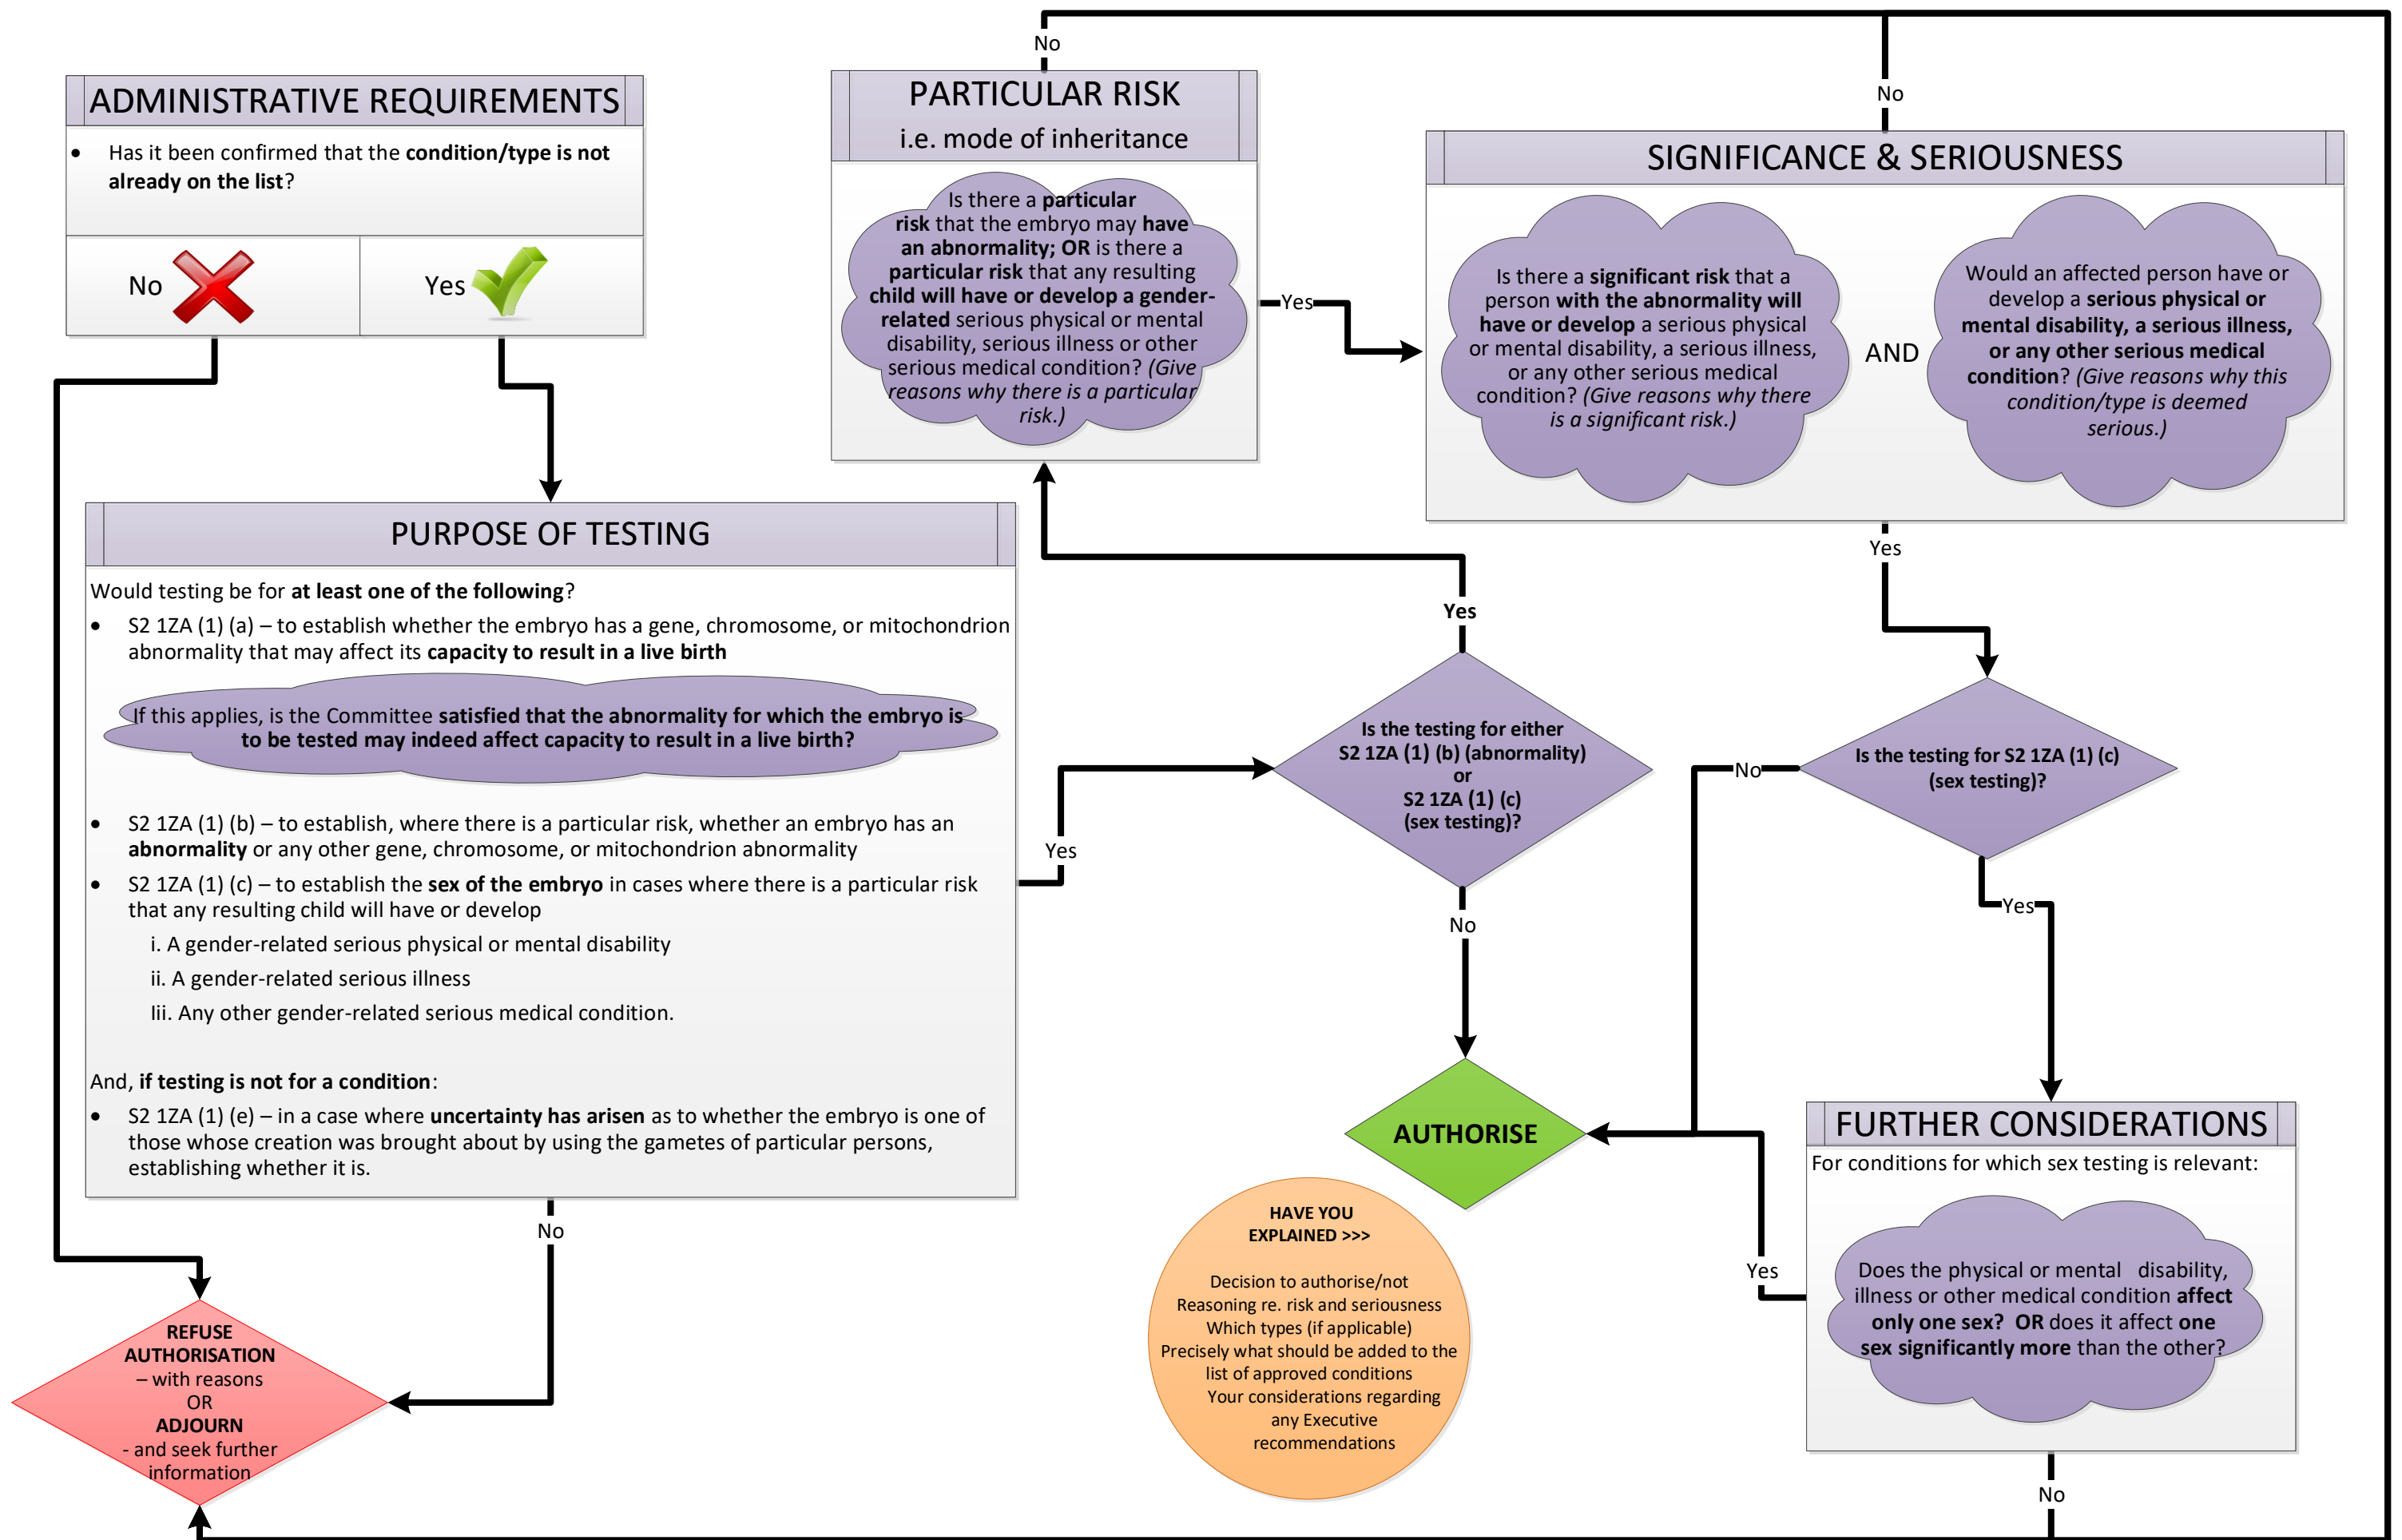 ADMINISTRATIVE REQUIREMENTS
• Has it been confirmed that the condition/type is not
already on the list?
No
Yes
PURPOSE OF TESTING
Would testing be for at least one of the following?
• S2 1ZA (1) (a) – to establish whether the embryo has a gene, chromosome, or mitochondrion
abnormality that may affect its capacity to result in a live birth
If this applies, is the Committee satisfied that the abnormality for which the embryo is
to be tested may indeed affect capacity to result in a live birth?
• S2 1ZA (1) (b) – to establish, where there is a particular risk, whether an embryo has an
abnormality or any other gene, chromosome, or mitochondrion abnormality
• S2 1ZA (1) (c) – to establish the sex of the embryo in cases where there is a particular risk
that any resulting child will have or develop
i. A gender-related serious physical or mental disability
ii. A gender-related serious illness
Iii. Any other gender-related serious medical condition.
And, if testing is not for a condition:
• S2 1ZA (1) (e) – in a case where uncertainty has arisen as to whether the embryo is one of
those whose creation was brought about by using the gametes of particular persons,
establishing whether it is.
No
Yes
REFUSE
AUTHORISATION
– with reasons
OR
ADJOURN
- and seek further
information
No
PARTICULAR RISK
i.e. mode of inheritance
Is there a particular
risk that the embryo may have
an abnormality; OR is there a
particular risk that any resulting
child will have or develop a gender-
related serious physical or mental
disability, serious illness or other
serious medical condition? (Give
reasons why there is a particular
risk.)
Yes
No
SIGNIFICANCE & SERIOUSNESS
Is there a significant risk that a
person with the abnormality will
have or develop a serious physical
or mental disability, a serious illness,
or any other serious medical
condition? (Give reasons why there
is a significant risk.)
AND
Would an affected person have or
develop a serious physical or
mental disability, a serious illness,
or any other serious medical
condition? (Give reasons why this
condition/type is deemed
serious.)
Yes
Yes
Is the testing for either
S2 1ZA (1) (b) (abnormality)
or
S2 1ZA (1) (c)
(sex testing)?
No
Is the testing for S2 1ZA (1) (c)
(sex testing)?
No
Yes
AUTHORISE
HAVE YOU
EXPLAINED >>>
Decision to authorise/not
Reasoning re. risk and seriousness
Which types (if applicable)
Precisely what should be added to the
list of approved conditions
Your considerations regarding
any Executive
recommendations
FURTHER CONSIDERATIONS
For conditions for which sex testing is relevant:
Does the physical or mental disability,
illness or other medical condition affect
only one sex? OR does it affect one
sex significantly more than the other?
Yes
No